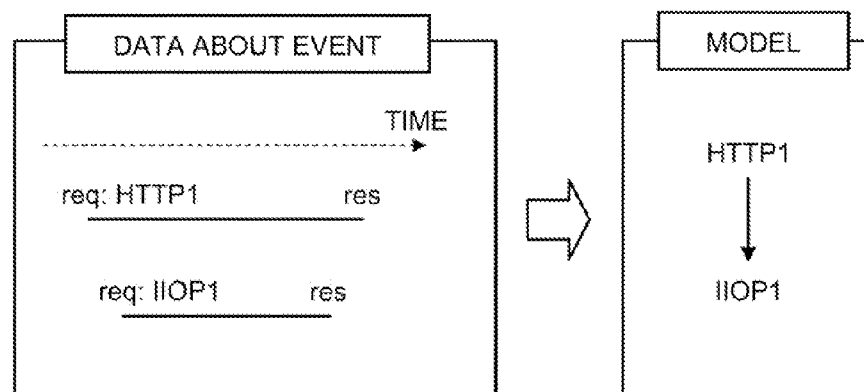 DATA ABOUT EVENT
TIME
req: HTTP1 res
req: IIOP1 res
MODEL
HTTP1
IIOP1